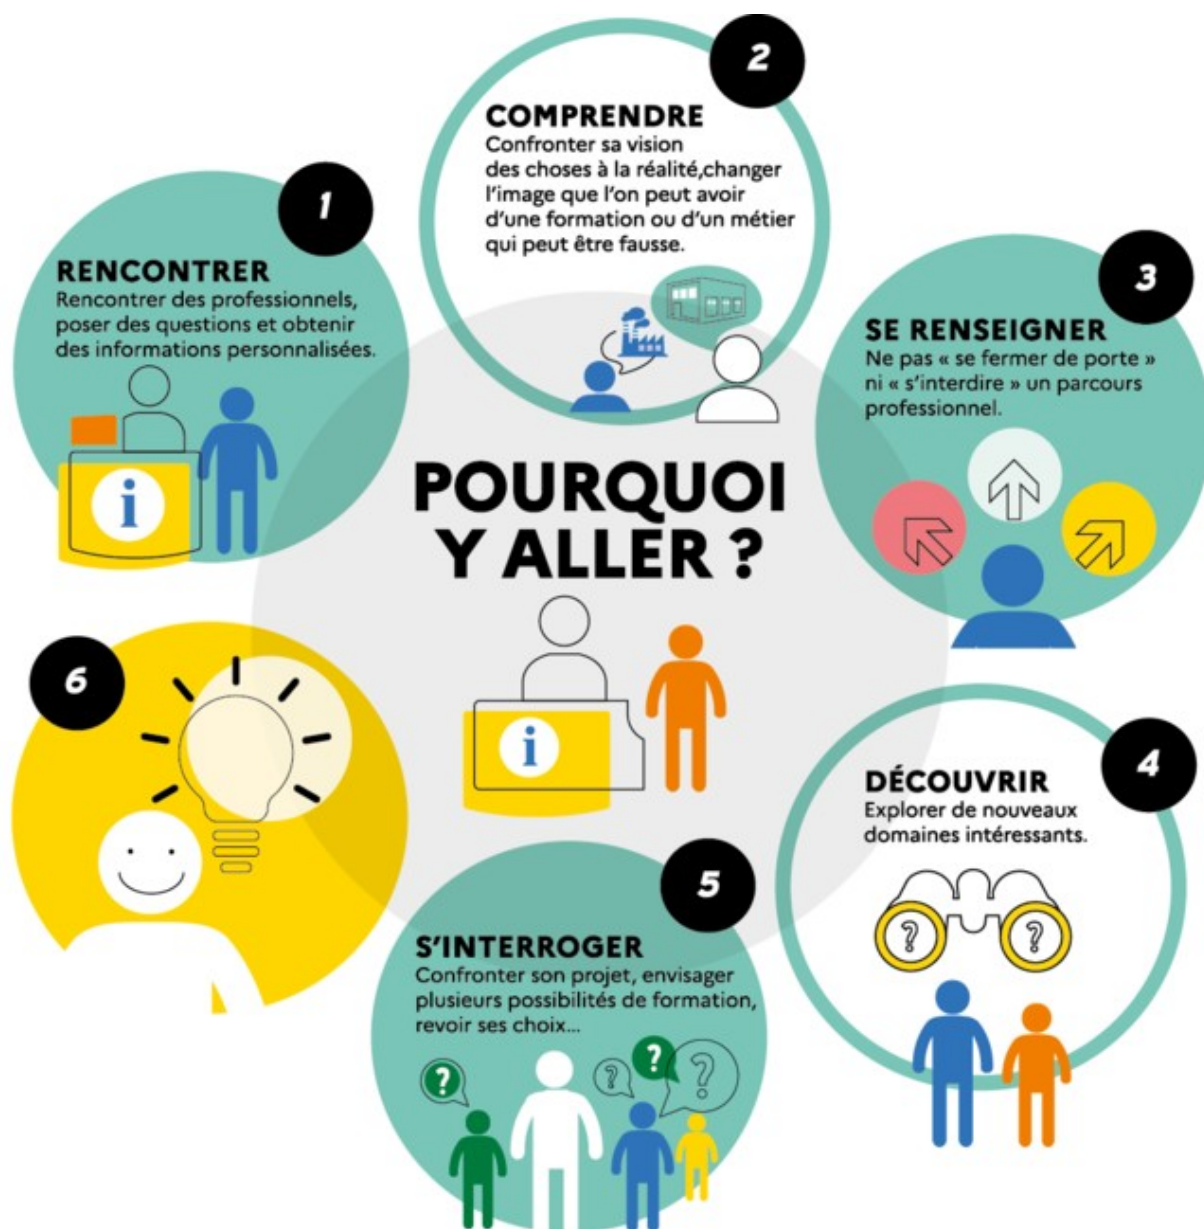 POURQUOI
Y ALLER ?
i
1
RENCONTRER
Rencontrer des professionnels,
poser des questions et obtenir
des informations personnalisées.
i
2
COMPRENDRE
Confronter sa vision
des choses à la réalité,changer
l'image que l'on peut avoir
d'une formation ou d'un métier
qui peut être fausse.
3
SE RENSEIGNER
Ne pas « se fermer de porte »
ni « s'interdire » un parcours
professionnel.
4
DÉCOUVRIR
Explorer de nouveaux
domaines intéressants.
? ?
5
S'INTERROGER
Confronter son projet, envisager
plusieurs possibilités de formation,
revoir ses choix...
? ? ? ?
6